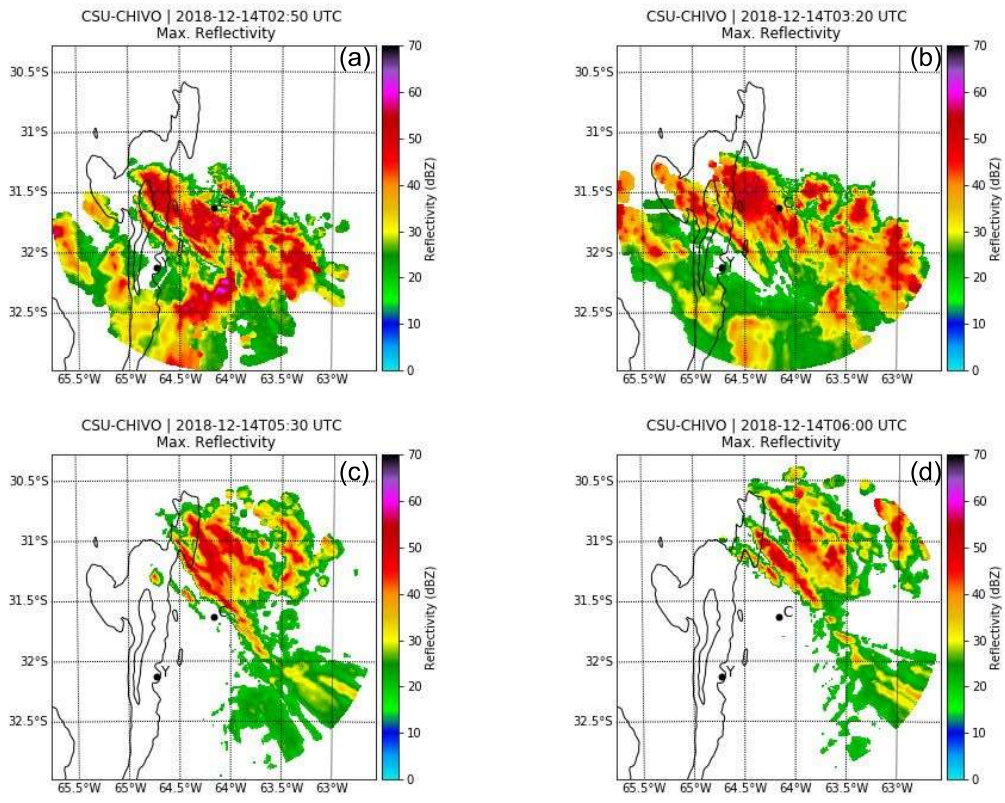 CSU-CHIVO | 2018-12-14T02:50 UTC
Max. Reflectivity
(a)
30.5°S
31°S
31.5°S
32°S
32.5°S
65.5°W 65°W 64.5°W 64°W 63.5°W 63°W
C
Y
70
60
50
40
30
20
10
0
Reflectivity (dBZ)
CSU-CHIVO | 2018-12-14T03:20 UTC
Max. Reflectivity
(b)
30.5°S
31°S
31.5°S
32°S
32.5°S
65.5°W 65°W 64.5°W 64°W 63.5°W 63°W
C
Y
70
60
50
40
30
20
10
0
Reflectivity (dBZ)
CSU-CHIVO | 2018-12-14T05:30 UTC
Max. Reflectivity
(c)
30.5°S
31°S
31.5°S
32°S
32.5°S
65.5°W 65°W 64.5°W 64°W 63.5°W 63°W
C
Y
70
60
50
40
30
20
10
0
Reflectivity (dBZ)
CSU-CHIVO | 2018-12-14T06:00 UTC
Max. Reflectivity
(d)
30.5°S
31°S
31.5°S
32°S
32.5°S
65.5°W 65°W 64.5°W 64°W 63.5°W 63°W
C
Y
70
60
50
40
30
20
10
0
Reflectivity (dBZ)